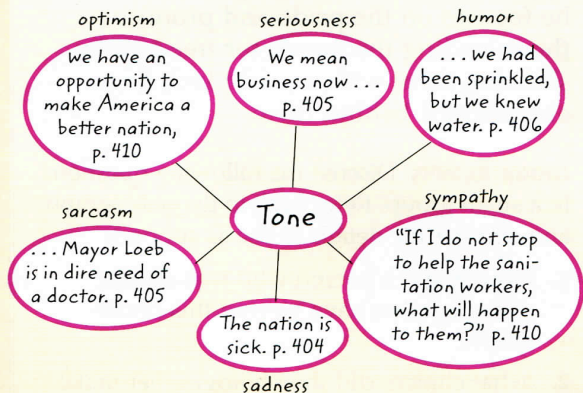 optimism
we have an
opportunity to
make America a
better nation,
p. 410
seriousness
We mean
business now ...
p. 405
humor
... we had
been sprinkled,
but we knew
water. p. 406
Tone
sarcasm
... Mayor Loeb
is in dire need of
a doctor. p. 405
The nation is
sick. p. 404
sadness
sympathy
"If I do not stop
to help the sani-
tation workers,
what will happen
to them?" p. 410